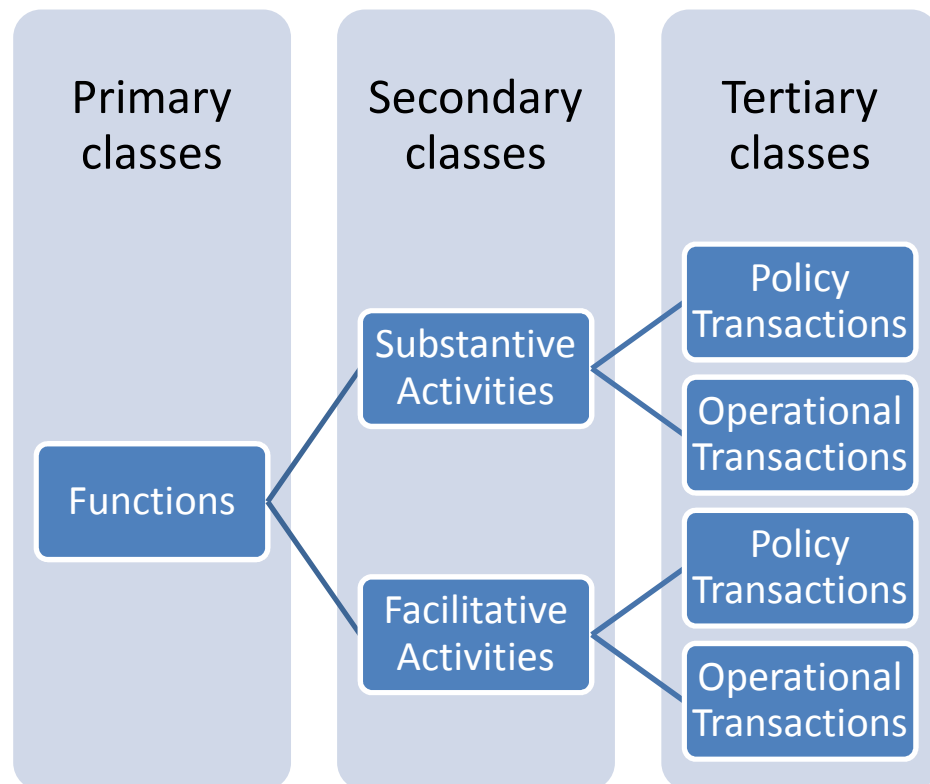 Primary
classes
Secondary
classes
Tertiary
classes
Functions
Substantive
Activities
Facilitative
Activities
Policy
Transactions
Operational
Transactions
Policy
Transactions
Operational
Transactions